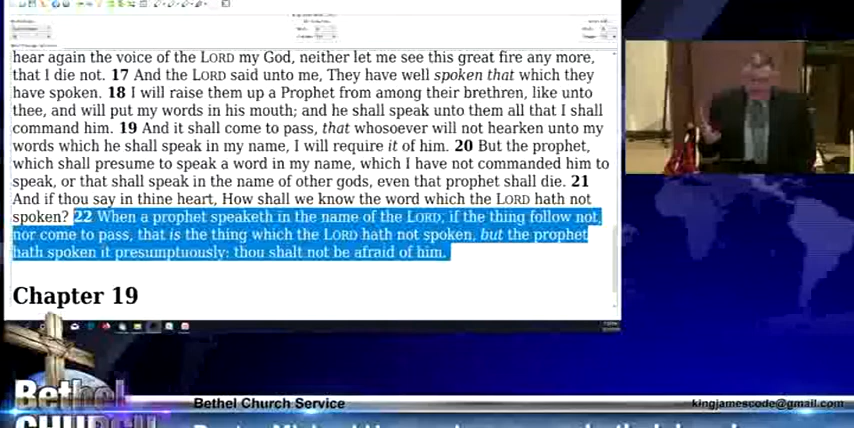 hear again the voice of the LORD my God, neither let me see this great fire any more,
that I die not. 17 And the LORD said unto me, They have well spoken that which they
have spoken. 18 I will raise them up a Prophet from among their brethren, like unto
thee, and will put my words in his mouth; and he shall speak unto them all that I shall
command him. 19 And it shall come to pass, that whosoever will not hearken unto my
words which he shall speak in my name, I will require it of him. 20 But the prophet,
which shall presume to speak a word in my name, which I have not commanded him to
speak, or that shall speak in the name of other gods, even that prophet shall die. 21
And if thou say in thine heart, How shall we know the word which the LORD hath not
spoken? 22 When a prophet speaketh in the name of the LORD, if the thing follow not,
nor come to pass, that is the thing which the LORD hath not spoken, but the prophet
hath spoken it presumptuously: thou shalt not be afraid of him.
Chapter 19
Bethel
CHURCH
Bethel Church Service
kingjamescode@gmail.com